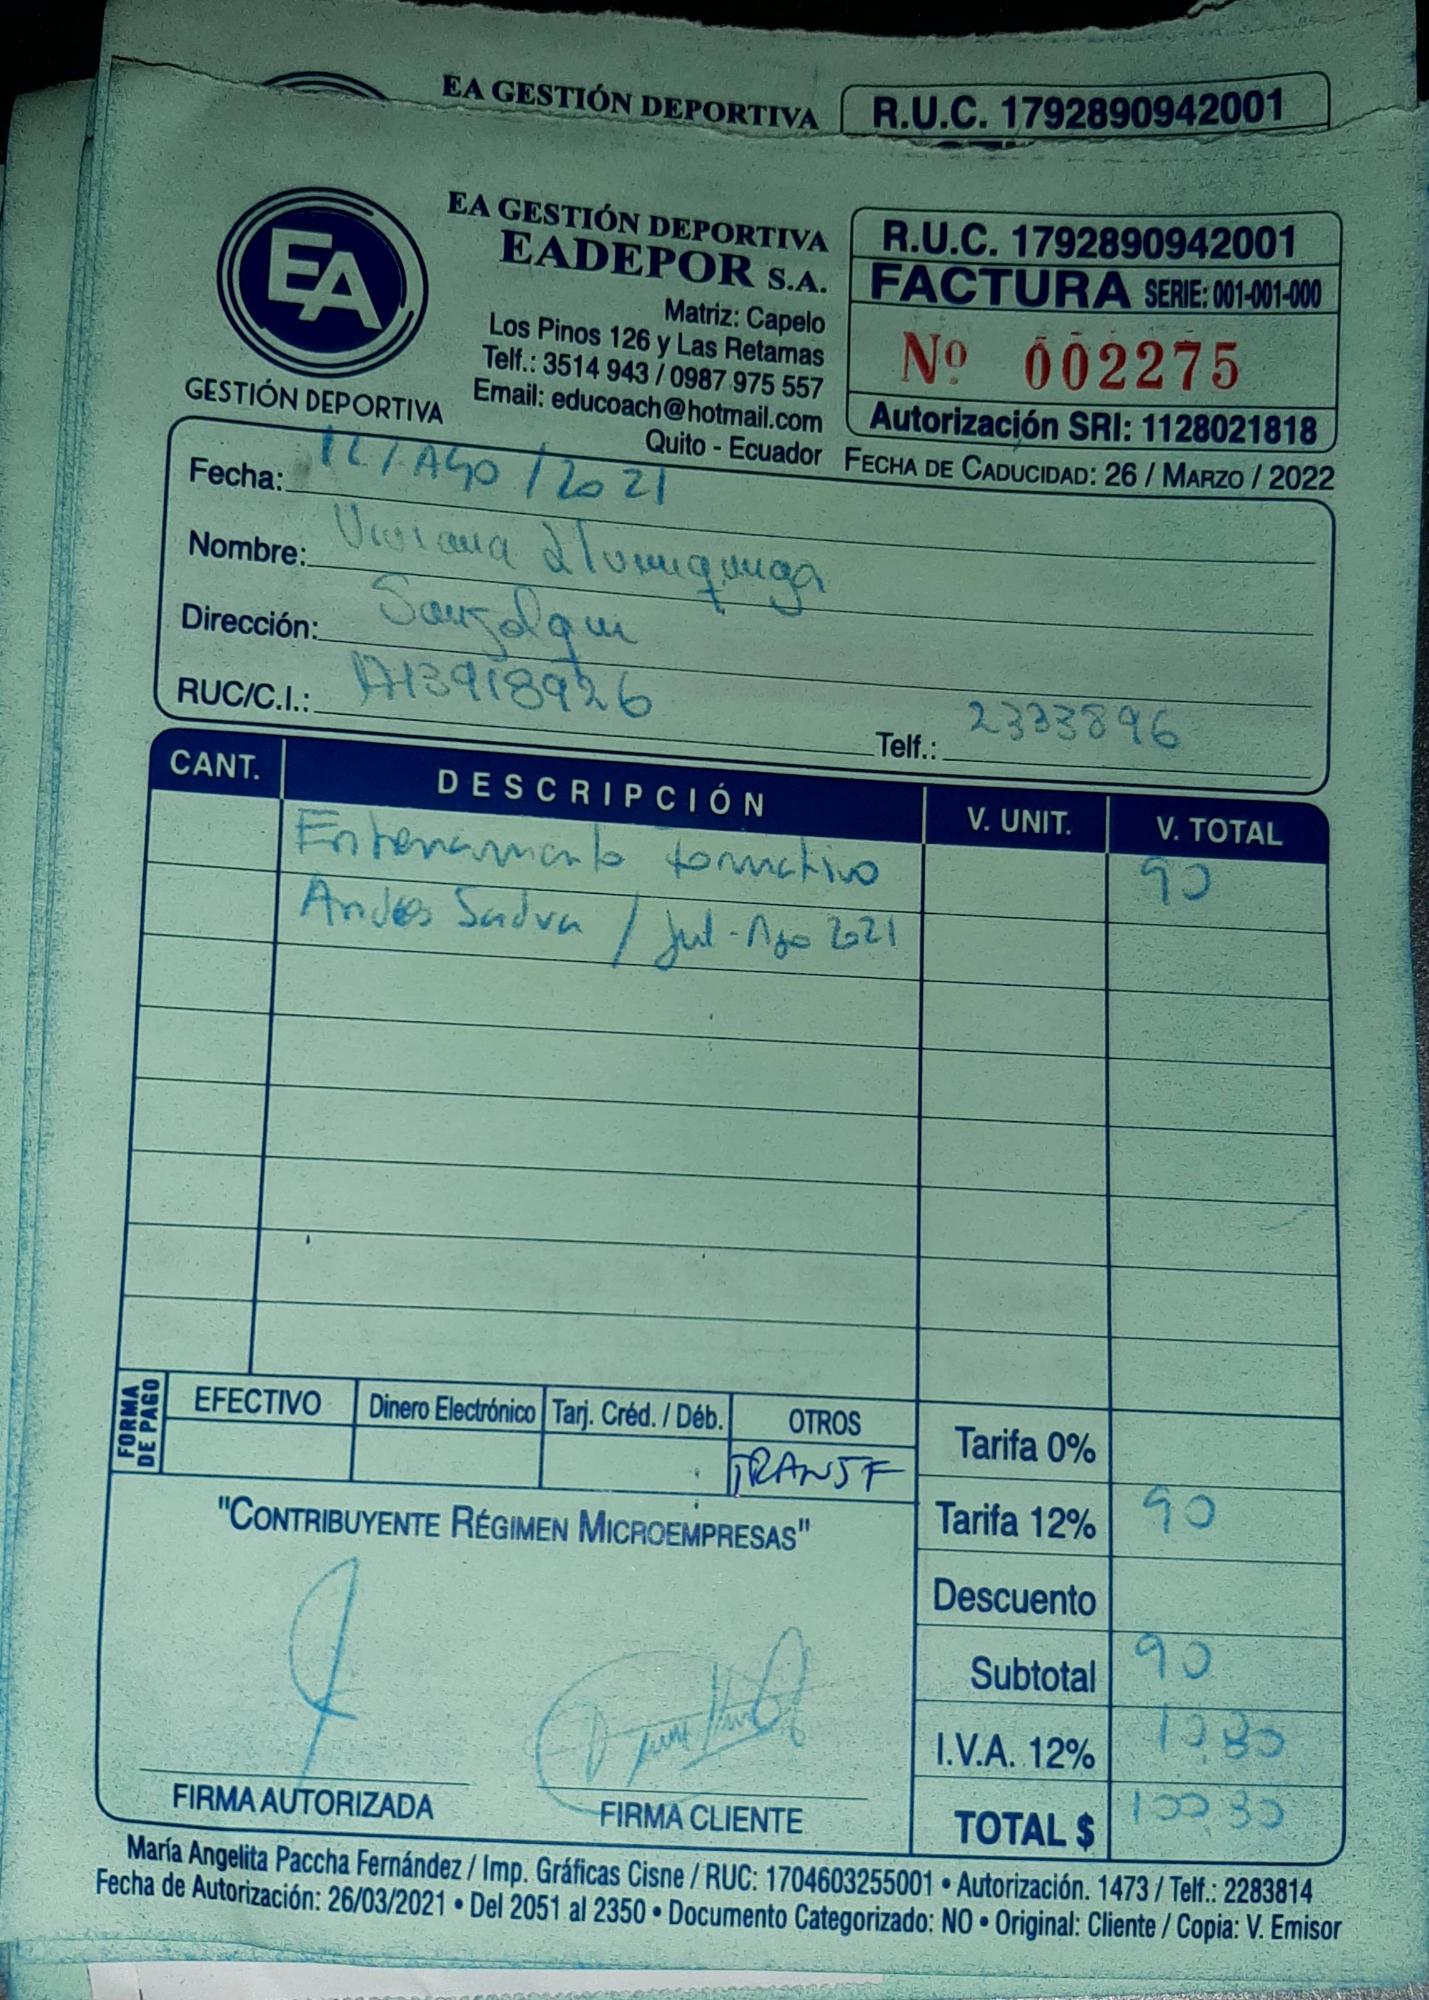 EA GESTIÓN DEPORTIVA
R.U.C. 1792890942001
EA
GESTIÓN DEPORTIVA
EA GESTIÓN DEPORTIVA
EADEPOR S.A.
Matriz: Capelo
Los Pinos 126 y Las Retamas
Telf.: 3514 943 / 0987 975 557
Email: educoach@hotmail.com
Quito - Ecuador
R.U.C. 1792890942001
FACTURA SERIE: 001-001-000
Nº 002275
Autorización SRI: 1128021818
FECHA DE CADUCIDAD: 26 / MARZO / 2022
Fecha: 12 / AGO / 2021
Nombre: Viviana
Dirección: Sangolqui
RUC/C.I.: 1713918926
Telf.: 2333896
CANT. DESCRIPCIÓN V. UNIT. V. TOTAL
Entrenamiento formativo 90
/ Jul - Ago 2021
FORMA DE PAGO
EFECTIVO Dinero Electrónico Tarj. Créd. / Déb. OTROS
TRANSF
Tarifa 0%
Tarifa 12% 90
Descuento
Subtotal 90
I.V.A. 12% 10.80
TOTAL $ 100.80
"CONTRIBUYENTE RÉGIMEN MICROEMPRESAS"
FIRMA AUTORIZADA FIRMA CLIENTE
María Angelita Paccha Fernández / Imp. Gráficas Cisne / RUC: 1704603255001 • Autorización. 1473 / Telf.: 2283814
Fecha de Autorización: 26/03/2021 • Del 2051 al 2350 • Documento Categorizado: NO • Original: Cliente / Copia: V. Emisor